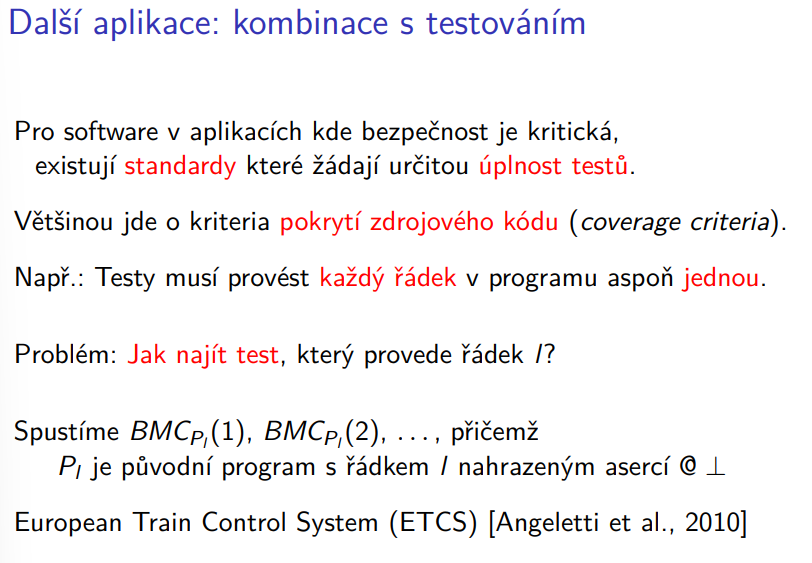 Další aplikace: kombinace s testováním
Pro software v aplikacích kde bezpečnost je kritická,
existují standardy které žádají určitou úplnost testů.
Většinou jde o kriteria pokrytí zdrojového kódu (coverage criteria).
Např.: Testy musí provést každý řádek v programu aspoň jednou.
Problém: Jak najít test, který provede řádek l?
Spustíme BMC_{P_l}(1), BMC_{P_l}(2), . . . , přičemž
P_l je původní program s řádkem l nahrazeným asercí @ ⊥
European Train Control System (ETCS) [Angeletti et al., 2010]